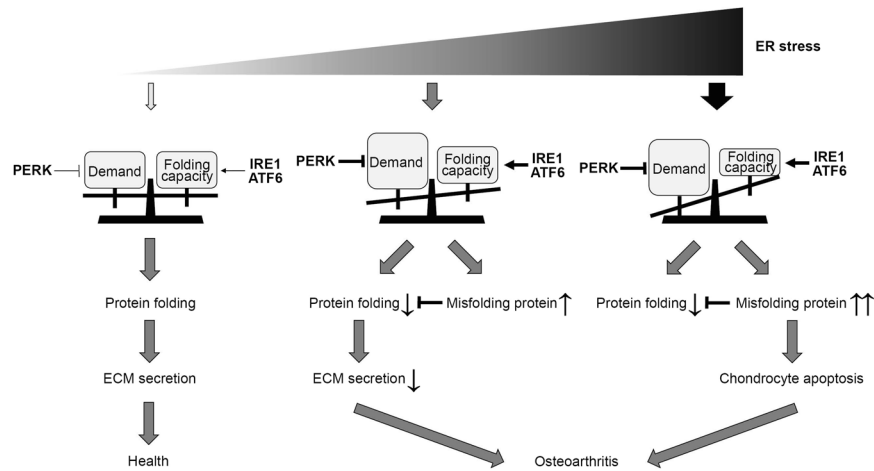 ER stress
PERK
Demand
Folding
capacity
IRE1
ATF6
PERK
Demand
Folding
capacity
IRE1
ATF6
PERK
Demand
Folding
capacity
IRE1
ATF6
Protein folding
Protein folding ↓
Misfolding protein ↑
Protein folding ↓
Misfolding protein ↑↑
ECM secretion
ECM secretion ↓
Chondrocyte apoptosis
Health
Osteoarthritis